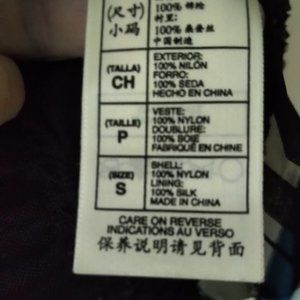 (尺寸)
小码
100% 锦纶
衬里:
100% 桑蚕丝
中国制造
(TALLA)
CH
EXTERIOR:
100% NILÓN
FORRO:
100% SEDA
HECHO EN CHINA
(TAILLE)
P
VESTE:
100% NYLON
DOUBLURE:
100% SOIE
FABRIQUÉ EN CHINE
(SIZE)
S
SHELL:
100% NYLON
LINING:
100% SILK
MADE IN CHINA
CARE ON REVERSE
INDICATIONS AU VERSO
保养说明请见背面